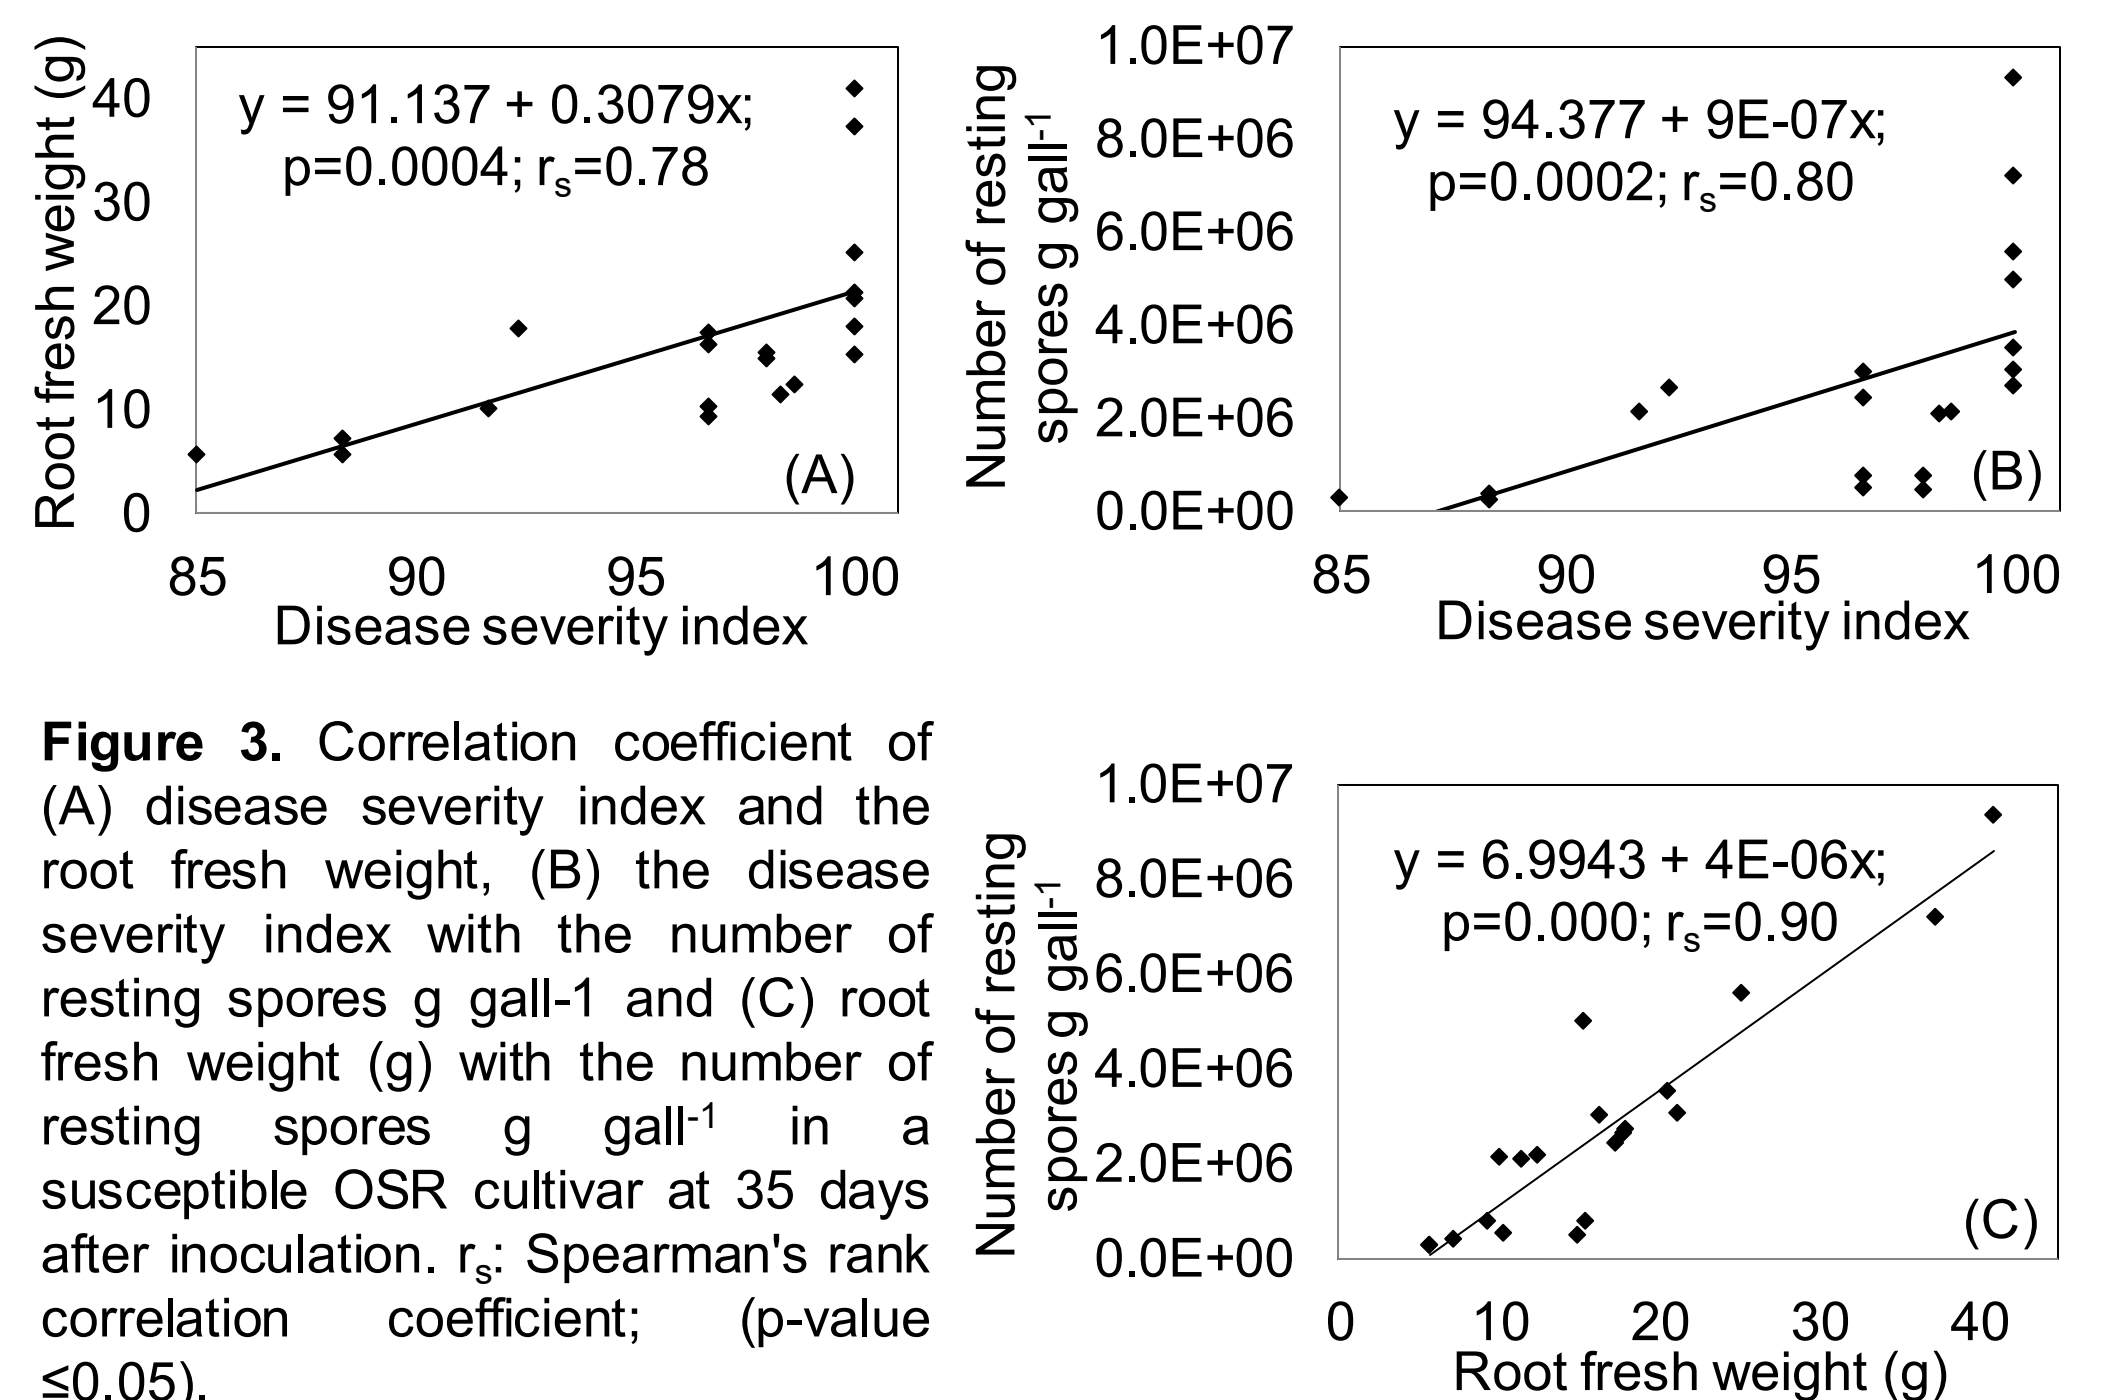 Root fresh weight (g)
40
30
20
10
0
y = 91.137 + 0.3079x;
p=0.0004; rₛ=0.78
(A)
85 90 95 100
Disease severity index
Number of resting
spores g gall⁻¹
1.0E+07
8.0E+06
6.0E+06
4.0E+06
2.0E+06
0.0E+00
y = 94.377 + 9E-07x;
p=0.0002; rₛ=0.80
(B)
85 90 95 100
Disease severity index
Figure 3. Correlation coefficient of
(A) disease severity index and the
root fresh weight, (B) the disease
severity index with the number of
resting spores g gall-1 and (C) root
fresh weight (g) with the number of
resting spores g gall⁻¹ in a
susceptible OSR cultivar at 35 days
after inoculation. rₛ: Spearman's rank
correlation coefficient; (p-value
≤0.05).
Number of resting
spores g gall⁻¹
1.0E+07
8.0E+06
6.0E+06
4.0E+06
2.0E+06
0.0E+00
y = 6.9943 + 4E-06x;
p=0.000; rₛ=0.90
(C)
0 10 20 30 40
Root fresh weight (g)